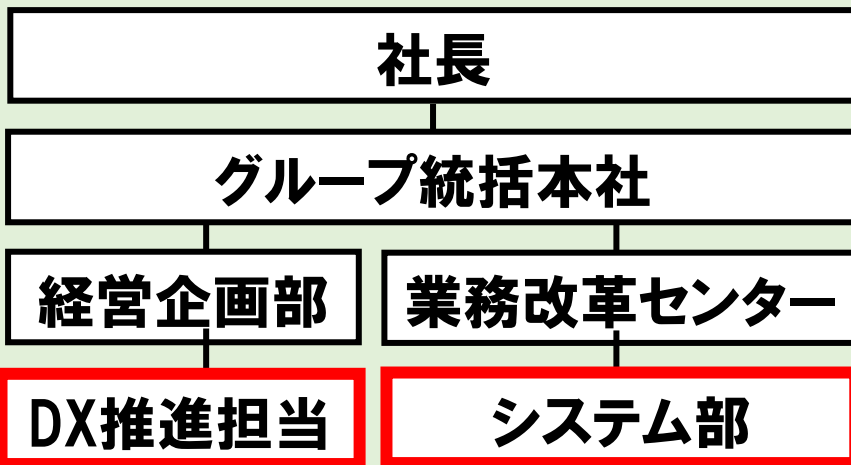 社長
グループ統括本社
経営企画部
業務改革センター
DX推進担当
システム部